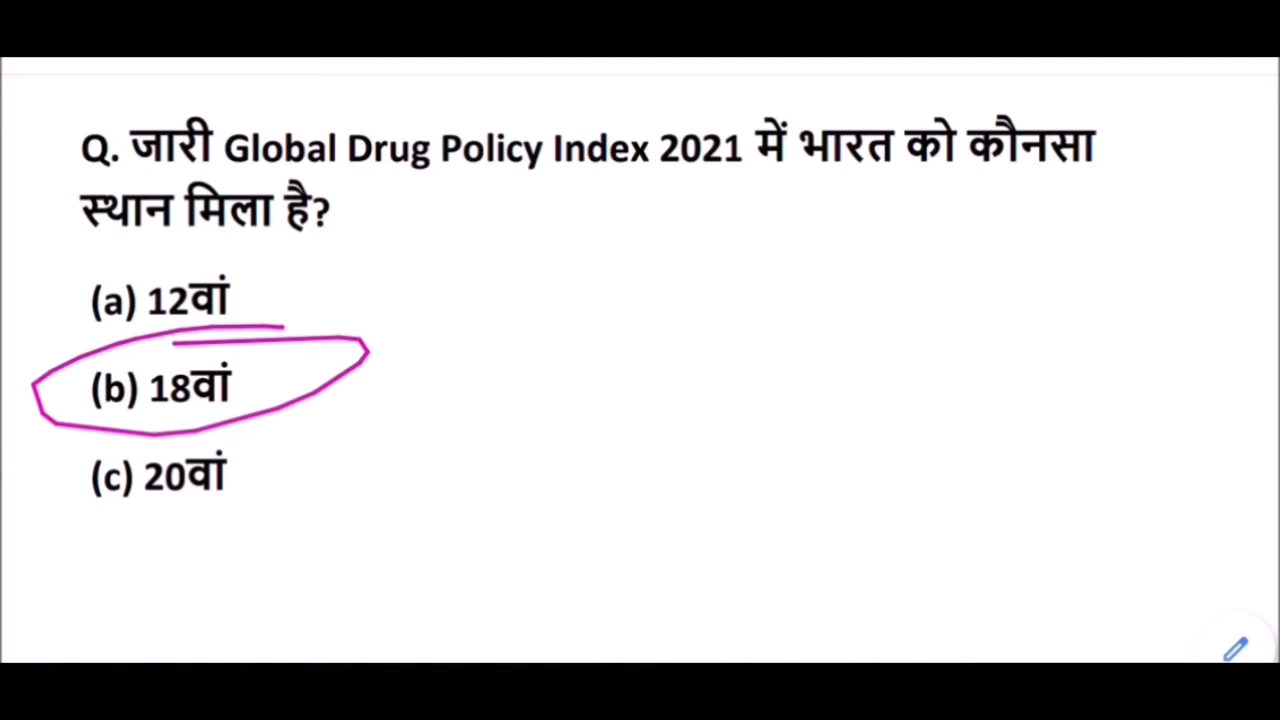 Q. जारी Global Drug Policy Index 2021 में भारत को कौनसा
स्थान मिला है?
(a) 12वां
(b) 18वां
(c) 20वां